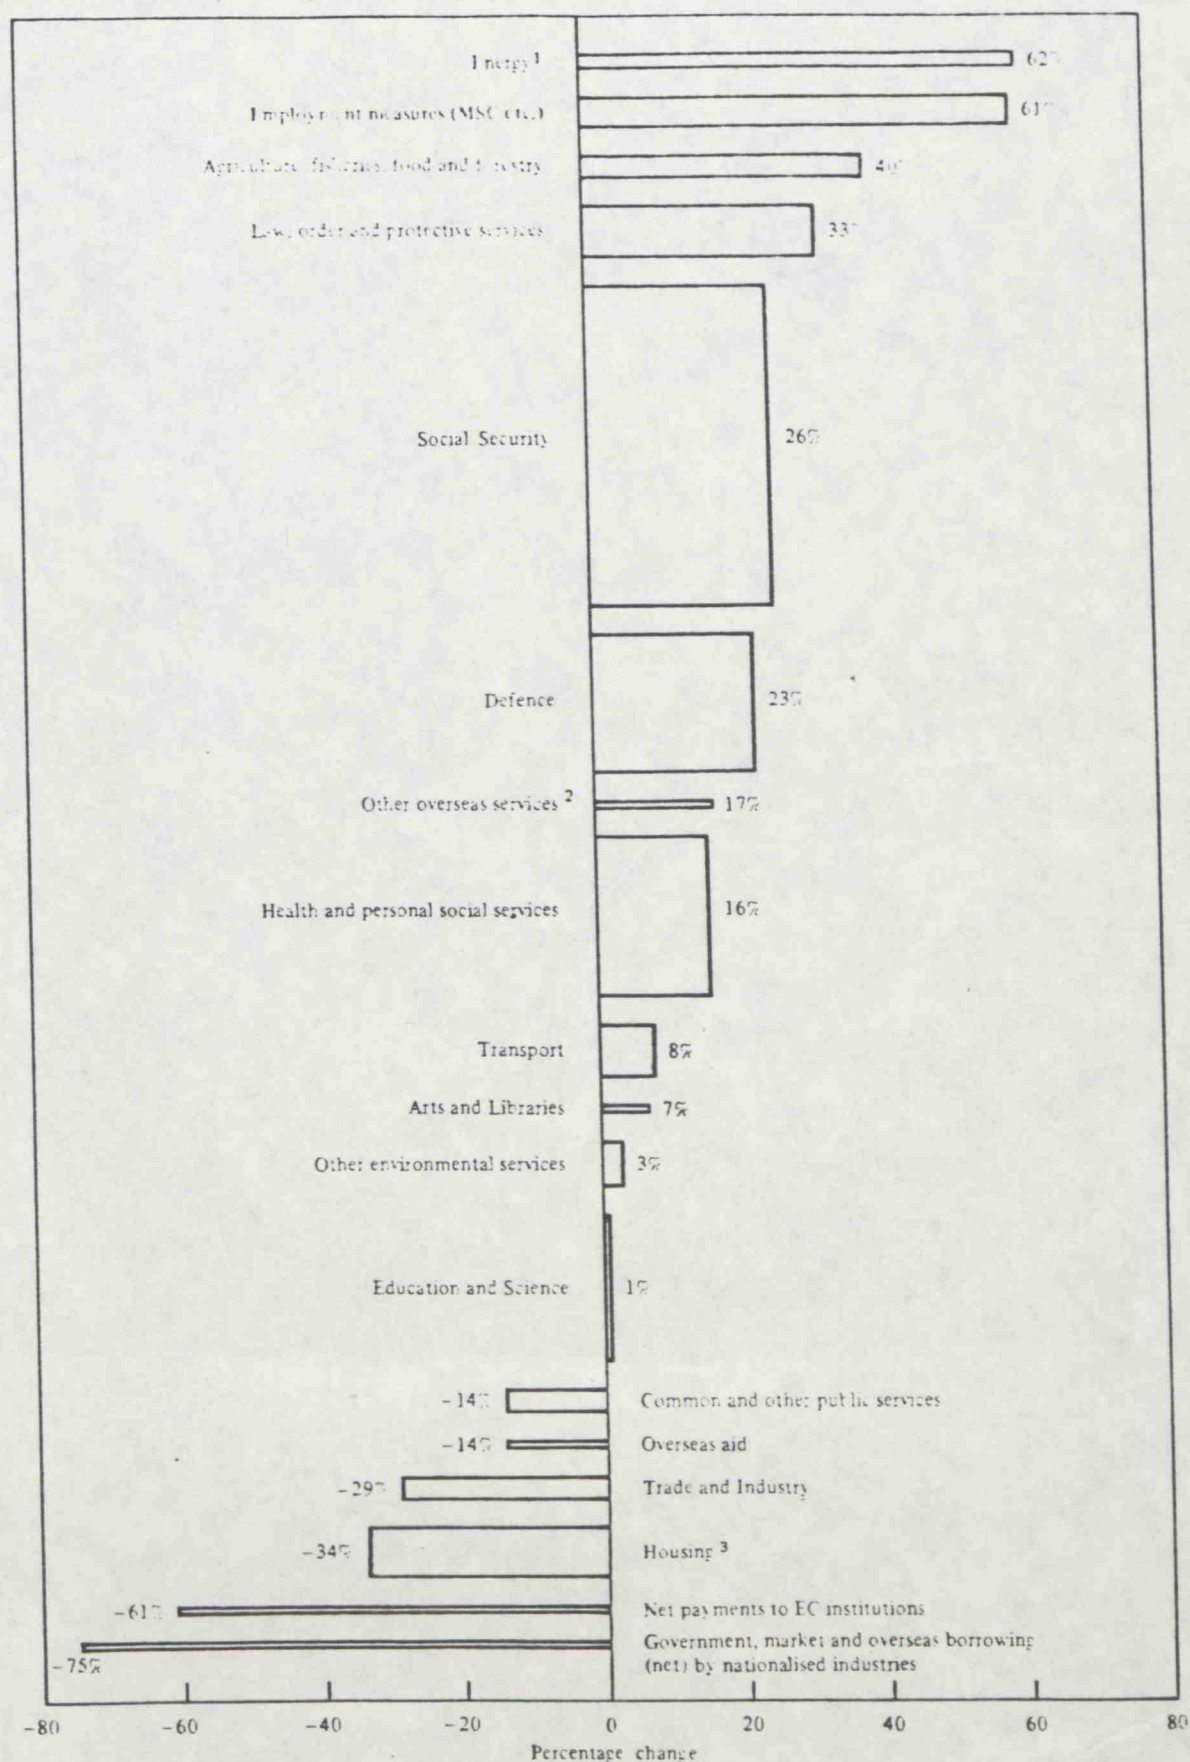 Energy 1
62%
Employment measures (MSC etc.)
61%
Agriculture, fisheries, food and forestry
40%
Law, order and protective services
33%
Social Security
26%
Defence
23%
Other overseas services 2
17%
Health and personal social services
16%
Transport
8%
Arts and Libraries
7%
Other environmental services
3%
Education and Science
1%
-14%
Common and other public services
-14%
Overseas aid
-29%
Trade and Industry
-34%
Housing 3
-61%
Net payments to EC institutions
-75%
Government, market and overseas borrowing
(net) by nationalised industries
-80 -60 -40 -20 0 20 40 60 80
Percentage change